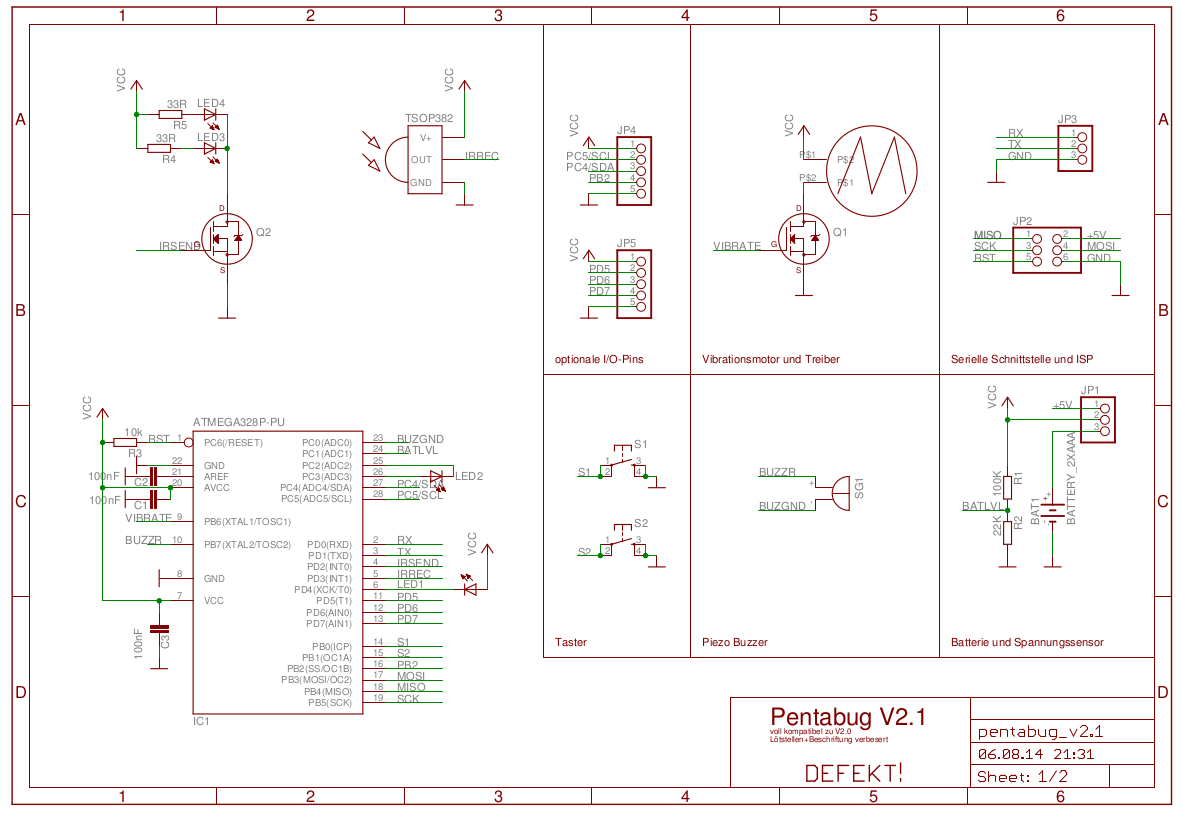 1 2 3 4 5 6
A
B
C
D
VCC
33R
LED4
R5
33R
LED3
R4
D
G
S
Q2
IRSEND
VCC
TSOP382
V+
OUT
GND
IRREC
VCC
JP4
PC5/SCL
PC4/SDA
PB2
1
2
3
4
5
VCC
JP5
PD5
PD6
PD7
1
2
3
4
5
optionale I/O-Pins
VCC
P$1
P$2
P$2
P$1
D
G
S
Q1
VIBRATE
Vibrationsmotor und Treiber
JP3
RX 1
TX 2
GND 3
JP2
MISO 1 2 +5V
SCK 3 4 MOSI
RST 5 6 GND
Serielle Schnittstelle und ISP
VCC
10k
RST
R3
100nF
C2
100nF
C1
VIBRATE
BUZZR
100nF
C3
ATMEGA328P-PU
1 PC6(/RESET)
22 GND
21 AREF
20 AVCC
9 PB6(XTAL1/TOSC1)
10 PB7(XTAL2/TOSC2)
8 GND
7 VCC
PC0(ADC0) 23 BUZGND
PC1(ADC1) 24 BATLVL
PC2(ADC2) 25
PC3(ADC3) 26 LED2
PC4(ADC4/SDA) 27 PC4/SDA
PC5(ADC5/SCL) 28 PC5/SCL
PD0(RXD) 2 RX
PD1(TXD) 3 TX
PD2(INT0) 4 IRSEND
PD3(INT1) 5 IRREC
PD4(XCK/T0) 6 LED1
PD5(T1) 11 PD5
PD6(AIN0) 12 PD6
PD7(AIN1) 13 PD7
PB0(ICP) 14 S1
PB1(OC1A) 15 S2
PB2(SS/OC1B) 16 PB2
PB3(MOSI/OC2) 17 MOSI
PB4(MISO) 18 MISO
PB5(SCK) 19 SCK
IC1
VCC
S1
S1
1
2
3
4
S2
S2
1
2
3
4
Taster
BUZZR
BUZGND
+
-
SG1
Piezo Buzzer
VCC
JP1
+5V
1
2
3
100K
R1
BATLVL
22K
R2
BAT1
+
-
BATTERY_2XAAA
Batterie und Spannungssensor
Pentabug V2.1
voll kompatibel zu V2.0
Lötstellen+Beschriftung verbesert
DEFEKT!
pentabug_v2.1
06.08.14 21:31
Sheet: 1/2
A
B
C
D
1 2 3 4 5 6